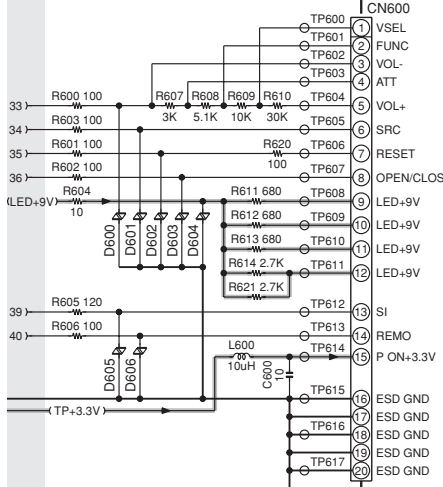 CN600
TP600 1 VSEL
TP601 2 FUNC
TP602 3 VOL-
TP603 4 ATT
33 R600 100 R607 R608 R609 R610 TP604 5 VOL+
3K 5.1K 10K 30K
34 R603 100 TP605 6 SRC
35 R601 100 R620 TP606 7 RESET
100
36 R602 100 TP607 8 OPEN/CLOS
(LED+9V) R604 R611 680 TP608 9 LED+9V
10
D600 D601 D602 D603 D604
R612 680 TP609 10 LED+9V
R613 680 TP610 11 LED+9V
R614 2.7K TP611 12 LED+9V
R621 2.7K
39 R605 120 TP612 13 SI
40 R606 100 TP613 14 REMO
D605 D606
L600 TP614 15 P ON+3.3V
10uH C600 10
TP615 16 ESD GND
(TP+3.3V) 17 ESD GND
TP616 18 ESD GND
19 ESD GND
TP617 20 ESD GND